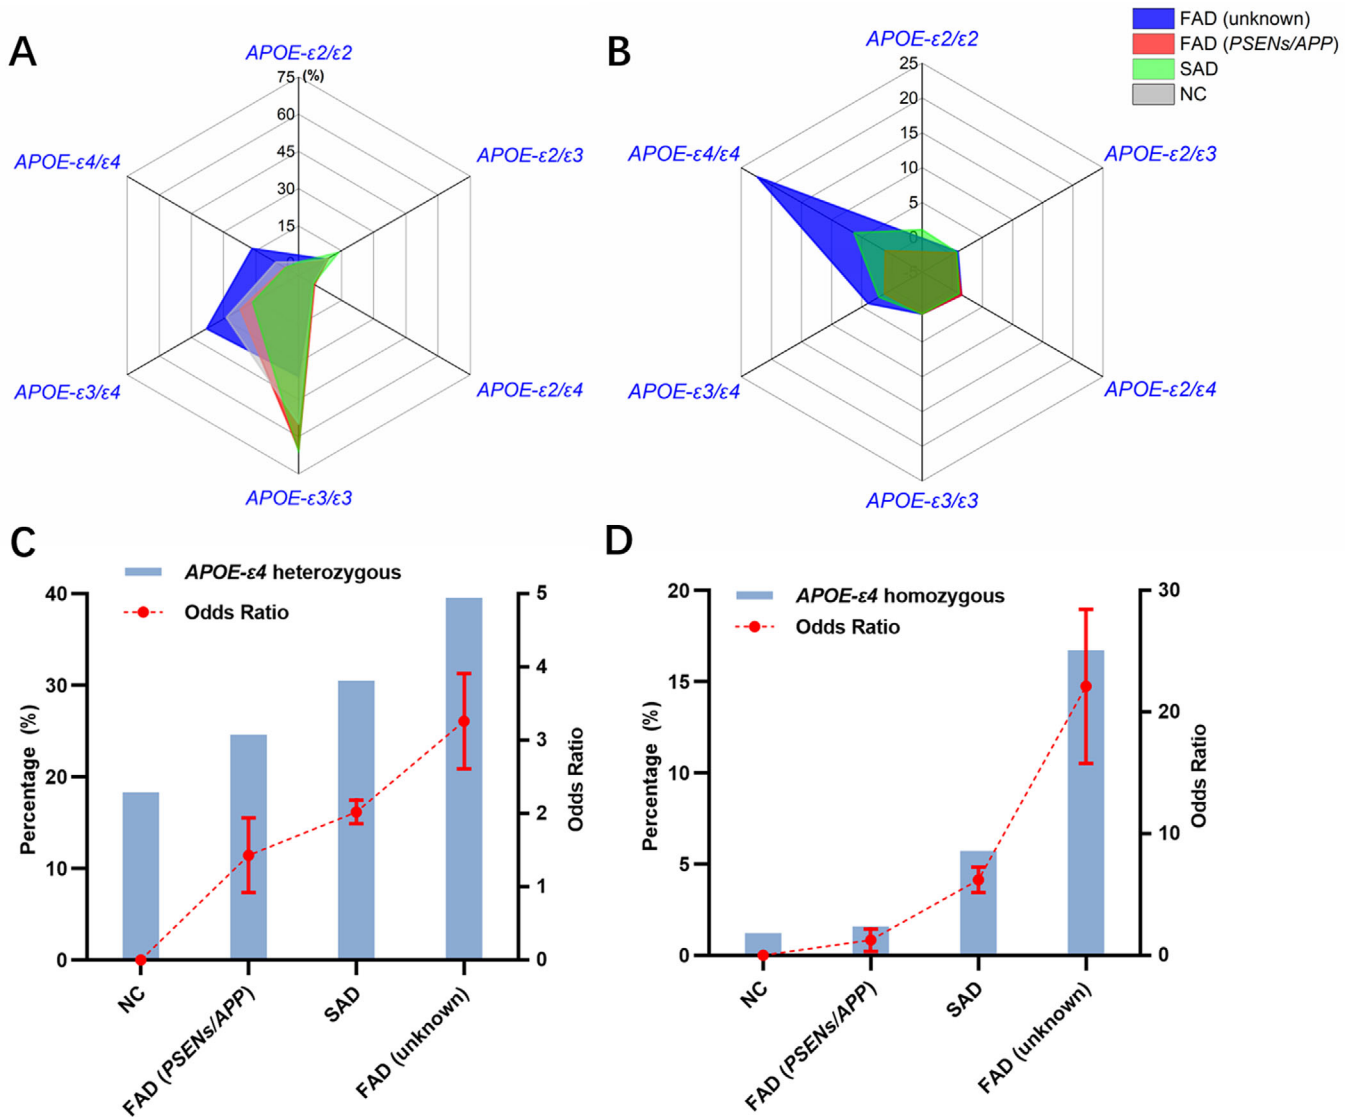 A
B
APOE-ε2/ε2
75 (%)
60
45
30
15
0
APOE-ε2/ε3
APOE-ε2/ε4
APOE-ε3/ε3
APOE-ε3/ε4
APOE-ε4/ε4
APOE-ε2/ε2
25
20
15
10
5
0
-5
APOE-ε2/ε3
APOE-ε2/ε4
APOE-ε3/ε3
APOE-ε3/ε4
APOE-ε4/ε4
FAD (unknown)
FAD (PSENs/APP)
SAD
NC
C
APOE-ε4 heterozygous
Odds Ratio
Percentage (%)
40
30
20
10
0
5
4
3
2
1
0
Odds Ratio
NC
FAD (PSENs/APP)
SAD
FAD (unknown)
D
APOE-ε4 homozygous
Odds Ratio
Percentage (%)
20
15
10
5
0
30
20
10
0
Odds Ratio
NC
FAD (PSENs/APP)
SAD
FAD (unknown)